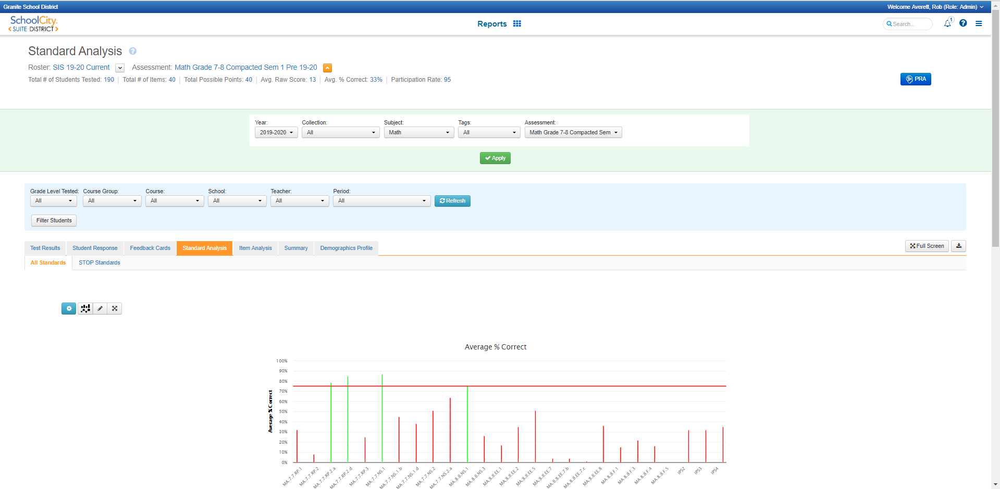 Granite School District
Welcome Averett, Rob (Role: Admin)
SchoolCity
SUITE-DISTRICT
Reports
Search...
1
Standard Analysis
Roster: SIS 19-20 Current
Assessment: Math Grade 7-8 Compacted Sem 1 Pre 19-20
Total # of Students Tested: 190 | Total # of Items: 40 | Total Possible Points: 40 | Avg. Raw Score: 13 | Avg. % Correct: 33% | Participation Rate: 95
PRA
Year: Collection: Subject: Tags: Assessment:
2019-2020 All Math All Math Grade 7-8 Compacted Sem
Apply
Grade Level Tested: Course Group: Course: School: Teacher: Period:
All All All All All All Refresh
Filter Students
Test Results Student Response Feedback Cards Standard Analysis Item Analysis Summary Demographics Profile
Full Screen
All Standards STOP Standards
Average % Correct
Average % Correct
100%
90%
80%
70%
60%
50%
40%
30%
20%
10%
0%
MA.7.7.RP.1
MA.7.7.RP.2
MA.7.7.RP.2.a
MA.7.7.RP.2.d
MA.7.7.RP.3
MA.7.7.NS.1
MA.7.7.NS.1.b
MA.7.7.NS.1.d
MA.7.7.NS.2
MA.7.7.NS.2.a
MA.8.8.NS.1
MA.8.8.NS.3
MA.8.8.EE.1
MA.8.8.EE.2
MA.8.8.EE.5
MA.8.8.EE.7
MA.8.8.EE.7.b
MA.8.8.EE.7.c
MA.8.8.EE.8
MA.8.8.F.1
MA.8.8.F.3
MA.8.8.F.4
MA.8.8.F.5
IPS2
IPS3
IPS4